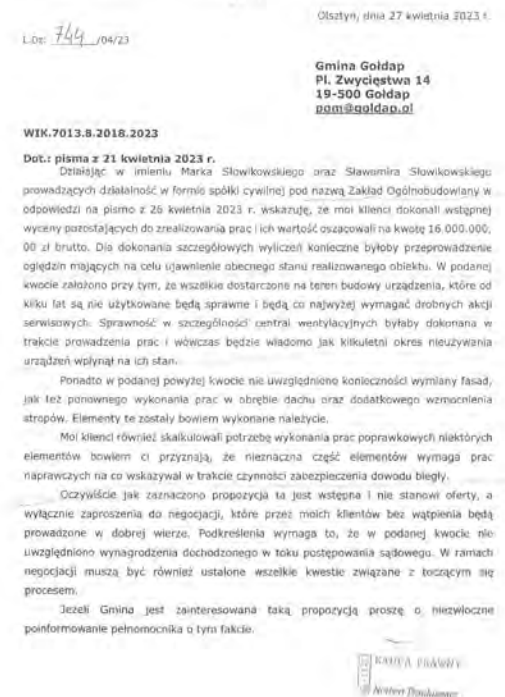 Olsztyn, dnia 27 kwietnia 2023 r.
L.Dz. 744 /04/23
Gmina Gołdap
Pl. Zwycięstwa 14
19-500 Gołdap
pom@goldap.pl
WIK.7013.8.2018.2023
Dot.: pisma z 21 kwietnia 2023 r.
Działając w imieniu Marka Słowikowskiego oraz Sławomira Słowikowskiego
prowadzących działalność w formie spółki cywilnej pod nazwą Zakład Ogólnobudowlany w
odpowiedzi na pismo z 26 kwietnia 2023 r. wskazuję, że moi klienci dokonali wstępnej
wyceny pozostających do zrealizowania prac i ich wartość oszacowali na kwotę 16.000.000,
00 zł brutto. Dla dokonania szczegółowych wyliczeń konieczne byłoby przeprowadzenie
oględzin mających na celu ujawnienie obecnego stanu realizowanego obiektu. W podanej
kwocie założono przy tym, że wszelkie dostarczone na teren budowy urządzenia, które od
kilku lat są nie użytkowane będą sprawne i będą co najwyżej wymagać drobnych akcji
serwisowych. Sprawność w szczególności central wentylacyjnych byłaby dokonana w
trakcie prowadzenia prac i wówczas będzie wiadomo jak kilkuletni okres nieużywania
urządzeń wpłynął na ich stan.
Ponadto w podanej powyżej kwocie nie uwzględniono konieczności wymiany fasad,
jak też ponownego wykonania prac w obrębie dachu oraz dodatkowego wzmocnienia
stropów. Elementy te zostały bowiem wykonane należycie.
Moi klienci również skalkulowali potrzebę wykonania prac poprawkowych niektórych
elementów bowiem ci przyznają, że nieznaczna część elementów wymaga prac
naprawczych na co wskazywał w trakcie czynności zabezpieczenia dowodu biegły.
Oczywiście jak zaznaczono propozycja ta jest wstępna i nie stanowi oferty, a
wyłącznie zaproszenia do negocjacji, które przez moich klientów bez wątpienia będą
prowadzone w dobrej wierze. Podkreślenia wymaga to, że w podanej kwocie nie
uwzględniono wynagrodzenia dochodzonego w toku postępowania sądowego. W ramach
negocjacji muszą być również ustalone wszelkie kwestie związane z toczącym się
procesem.
Jeżeli Gmina jest zainteresowana taką propozycją proszę o niezwłoczne
poinformowanie pełnomocnika o tym fakcie.
RADCA PRAWNY